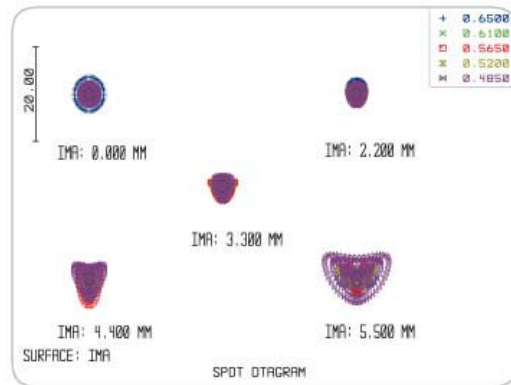 + 0.6500
× 0.6100
0.5650
0.5200
0.4850
20.00
IMA: 0.000 MM
IMA: 2.200 MM
IMA: 3.300 MM
IMA: 4.400 MM
IMA: 5.500 MM
SURFACE: IMA
SPOT DTAGRAM